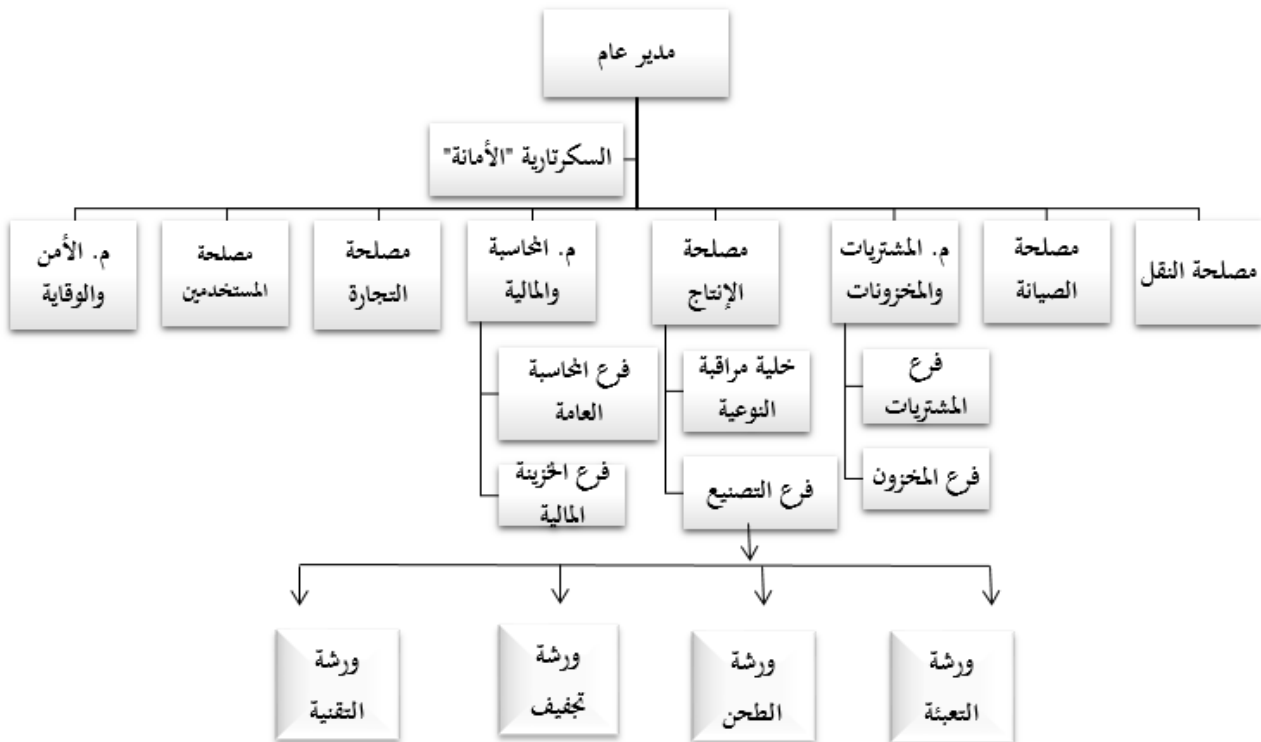 مدير عام
السكرتارية "الأمانة"
مصلحة النقل
مصلحة
الصيانة
م. المشتريات
والمخزونات
مصلحة
الإنتاج
م. المحاسبة
والمالية
مصلحة
التجارة
مصلحة
المستخدمين
م. الأمن
والوقاية
فرع
المشتريات
فرع المخزون
خلية مراقبة
النوعية
فرع التصنيع
فرع المحاسبة
العامة
فرع الخزينة
المالية
ورشة
التعبئة
ورشة
الطحن
ورشة
تجفيف
ورشة
التقنية